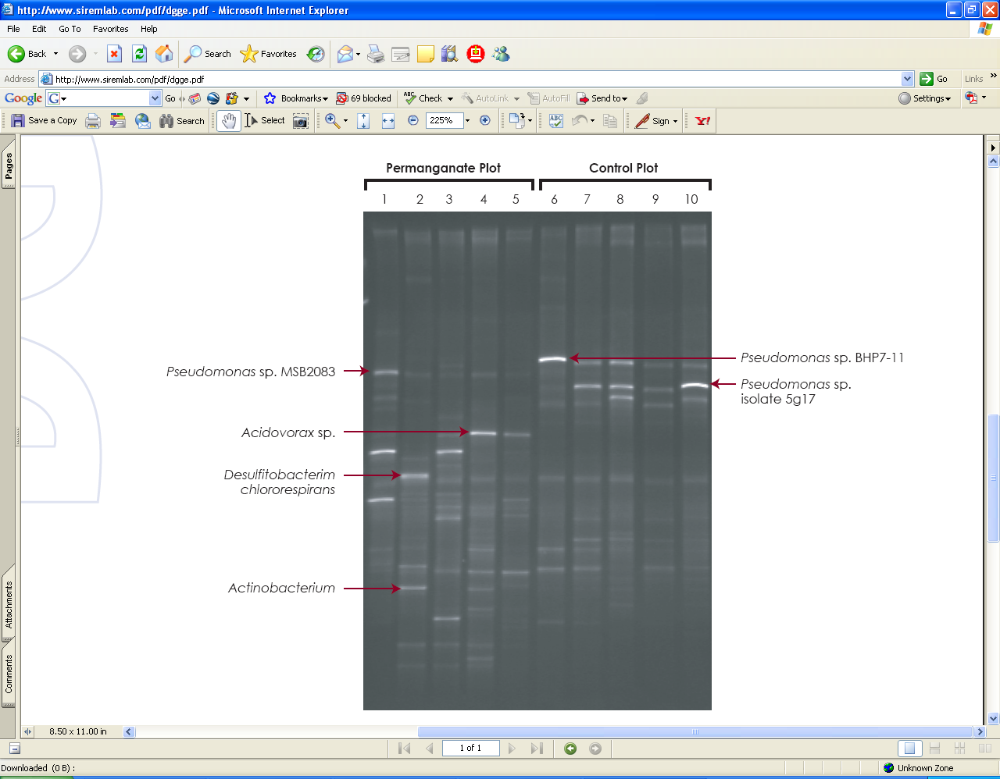 http://www.siremlab.com/pdf/dgge.pdf - Microsoft Internet Explorer
File Edit Go To Favorites Help
Back Search Favorites
Address http://www.siremlab.com/pdf/dgge.pdf Go Links »
Google G Go Bookmarks 69 blocked ABC Check AutoLink AutoFill Send to Settings
Save a Copy Search Select 225% ABC Sign Y!
Pages
Permanganate Plot Control Plot
1 2 3 4 5 6 7 8 9 10
Pseudomonas sp. BHP7-11
Pseudomonas sp. MSB2083
Pseudomonas sp.
isolate 5g17
Acidovorax sp.
Desulfitobacterim
chlororespirans
Actinobacterium
Attachments
Comments
8.50 x 11.00 in
1 of 1
Downloaded (0 B) :
Unknown Zone